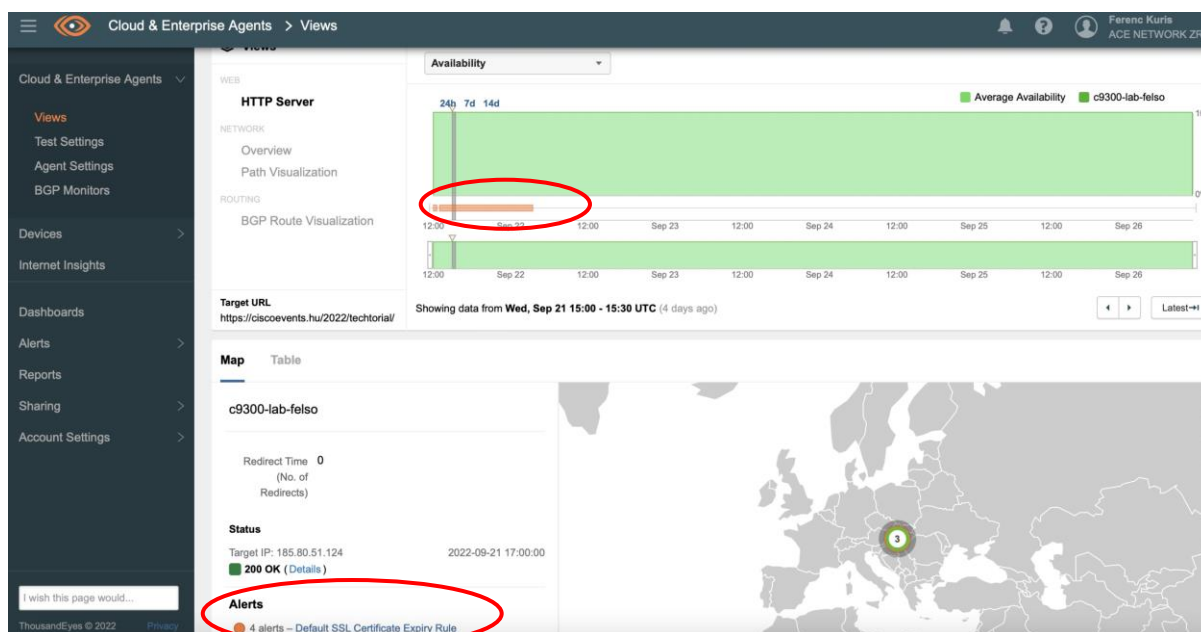 Cloud & Enterprise Agents > Views
Ferenc Kuris
ACE NETWORK ZR
Cloud & Enterprise Agents
Views
Test Settings
Agent Settings
BGP Monitors
Devices
Internet Insights
Dashboards
Alerts
Reports
Sharing
Account Settings
I wish this page would...
ThousandEyes © 2022 Privacy
Views
WEB
HTTP Server
NETWORK
Overview
Path Visualization
ROUTING
BGP Route Visualization
Target URL
https://ciscoevents.hu/2022/techtorial/
Availability
24h 7d 14d
Average Availability c9300-lab-felso
12:00 Sep 22 12:00 Sep 23 12:00 Sep 24 12:00 Sep 25 12:00 Sep 26
12:00 Sep 22 12:00 Sep 23 12:00 Sep 24 12:00 Sep 25 12:00 Sep 26
Showing data from Wed, Sep 21 15:00 - 15:30 UTC (4 days ago)
Latest
Map Table
c9300-lab-felso
Redirect Time 0
(No. of
Redirects)
Status
Target IP: 185.80.51.124 2022-09-21 17:00:00
200 OK (Details)
Alerts
4 alerts – Default SSL Certificate Expiry Rule
3